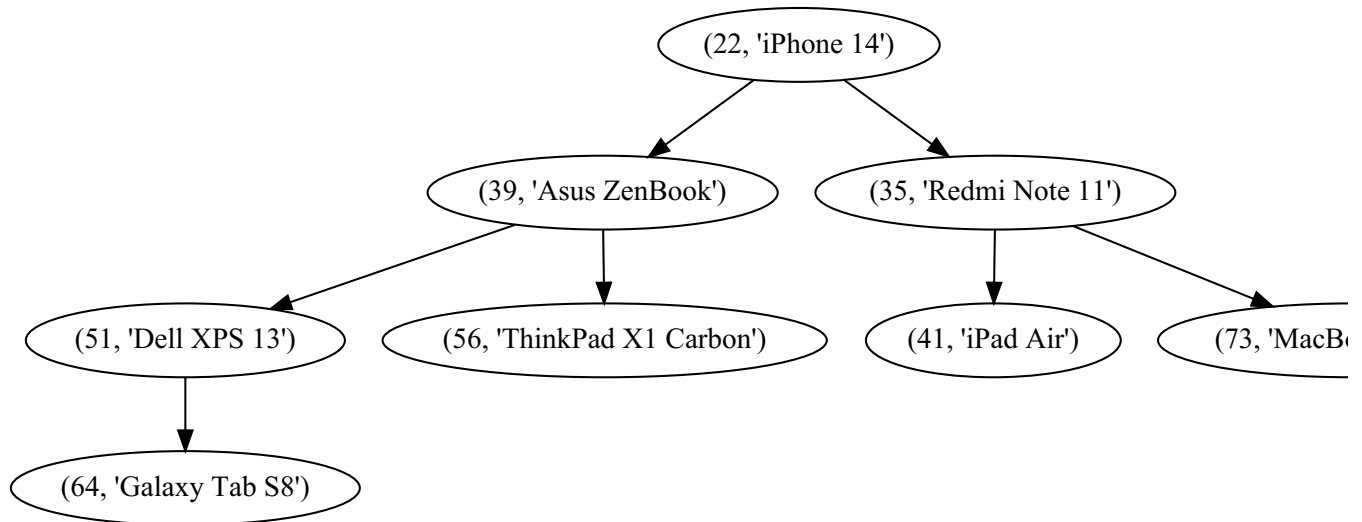 (22, 'iPhone 14')
(39, 'Asus ZenBook')
(35, 'Redmi Note 11')
(51, 'Dell XPS 13')
(56, 'ThinkPad X1 Carbon')
(41, 'iPad Air')
(73,
(64, 'Galaxy Tab S8')